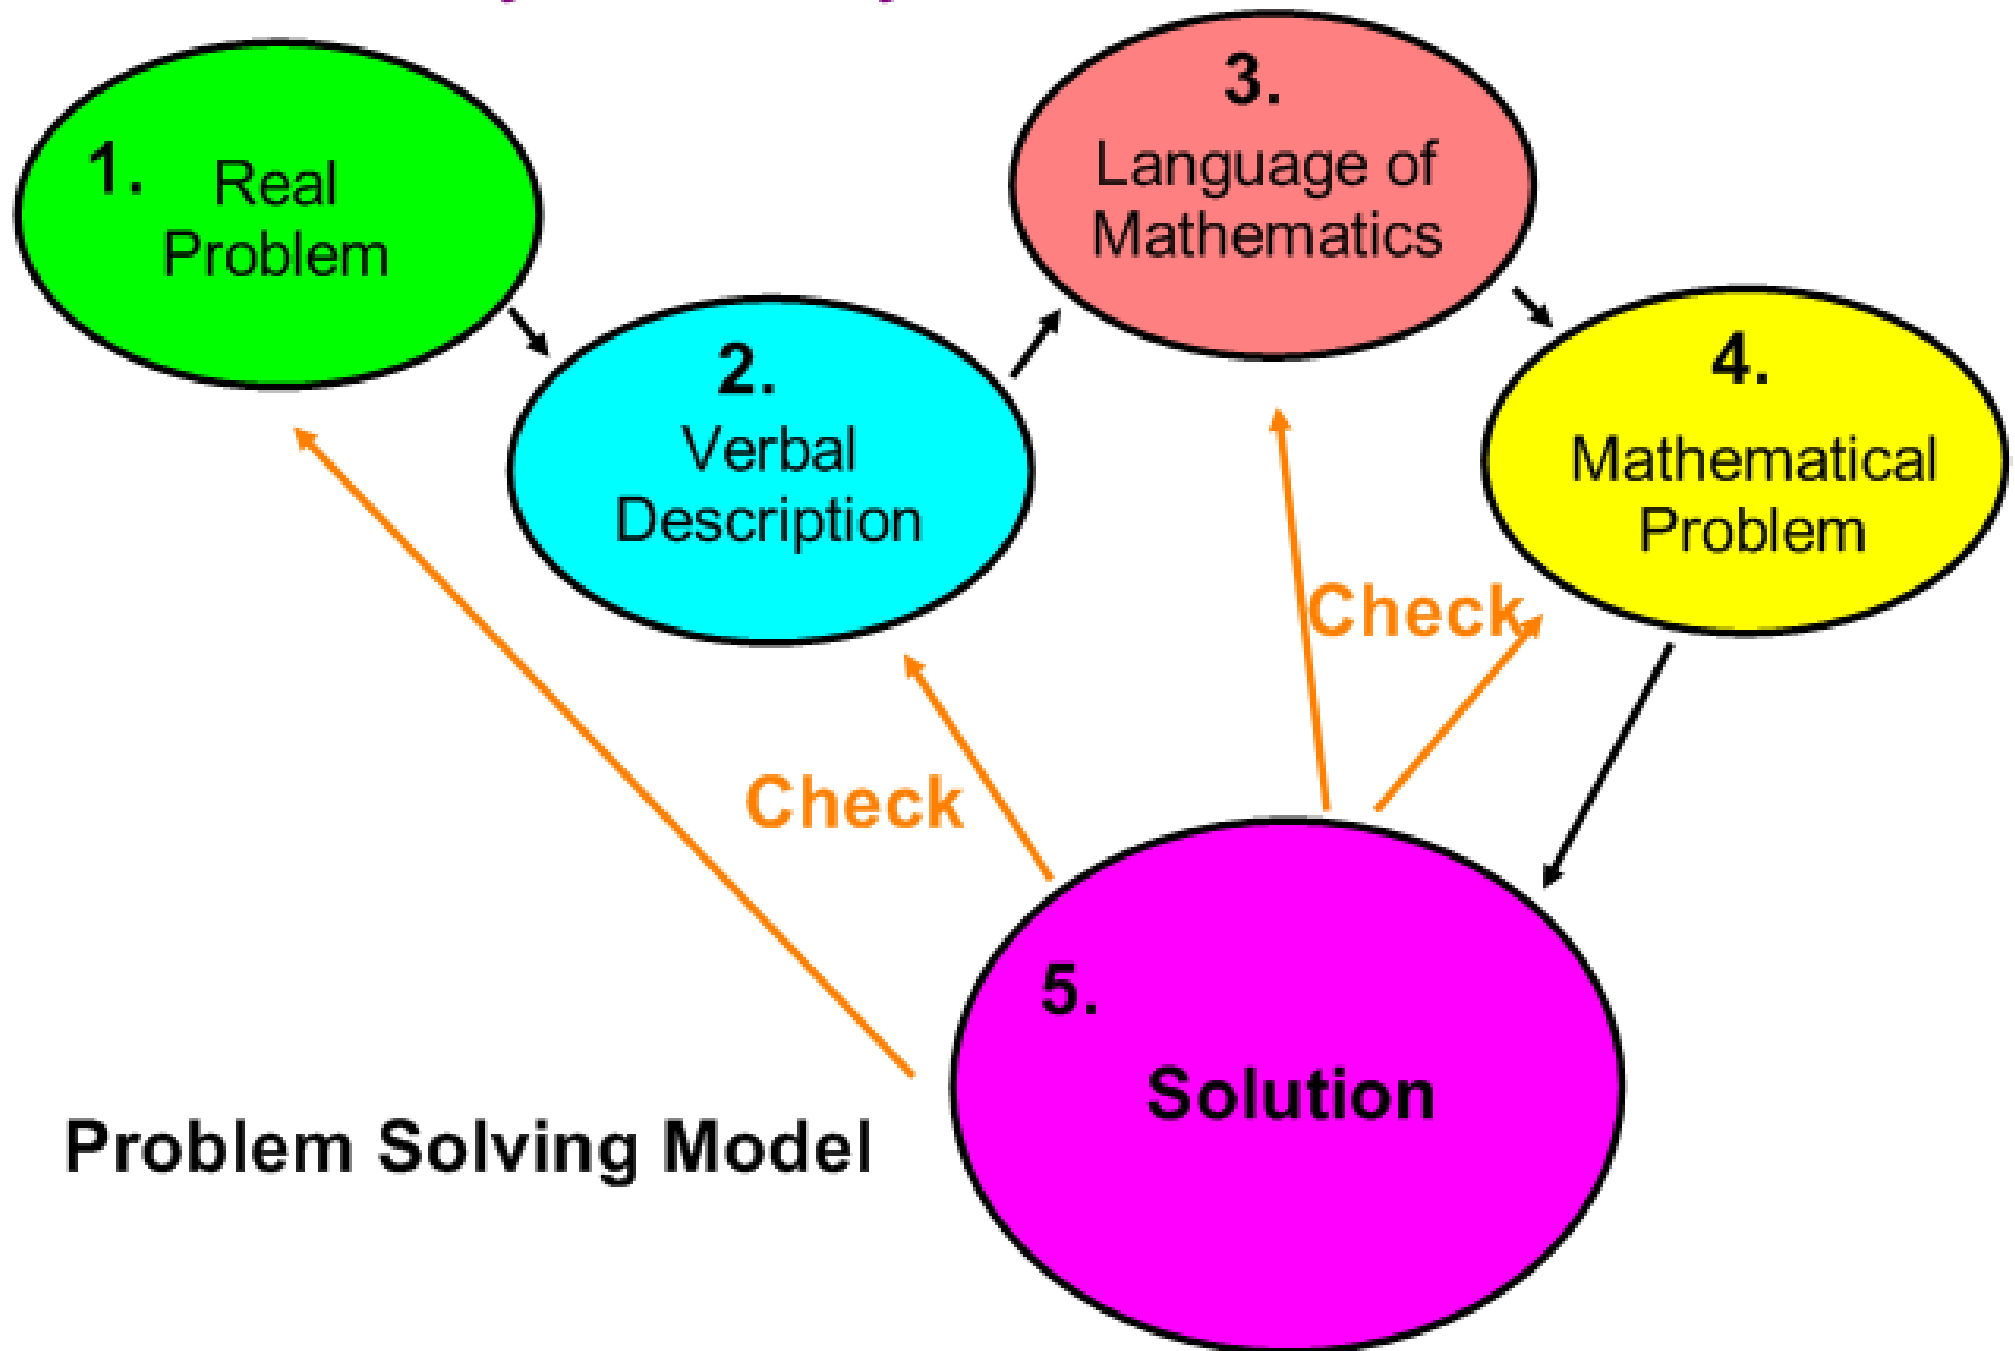 1.
Real
Problem
2.
Verbal
Description
3.
Language of
Mathematics
4.
Mathematical
Problem
Check
Check
5.
Solution
Problem Solving Model